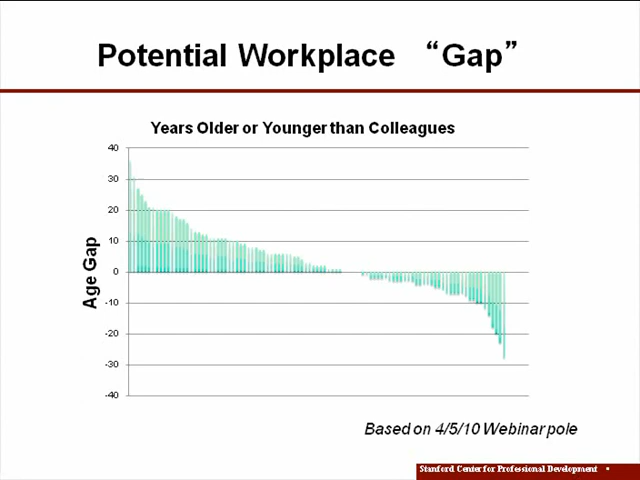 Potential Workplace “Gap”
Years Older or Younger than Colleagues
40
30
20
10
0
-10
-20
-30
-40
Age Gap
Based on 4/5/10 Webinar pole
Stanford Center for Professional Development •